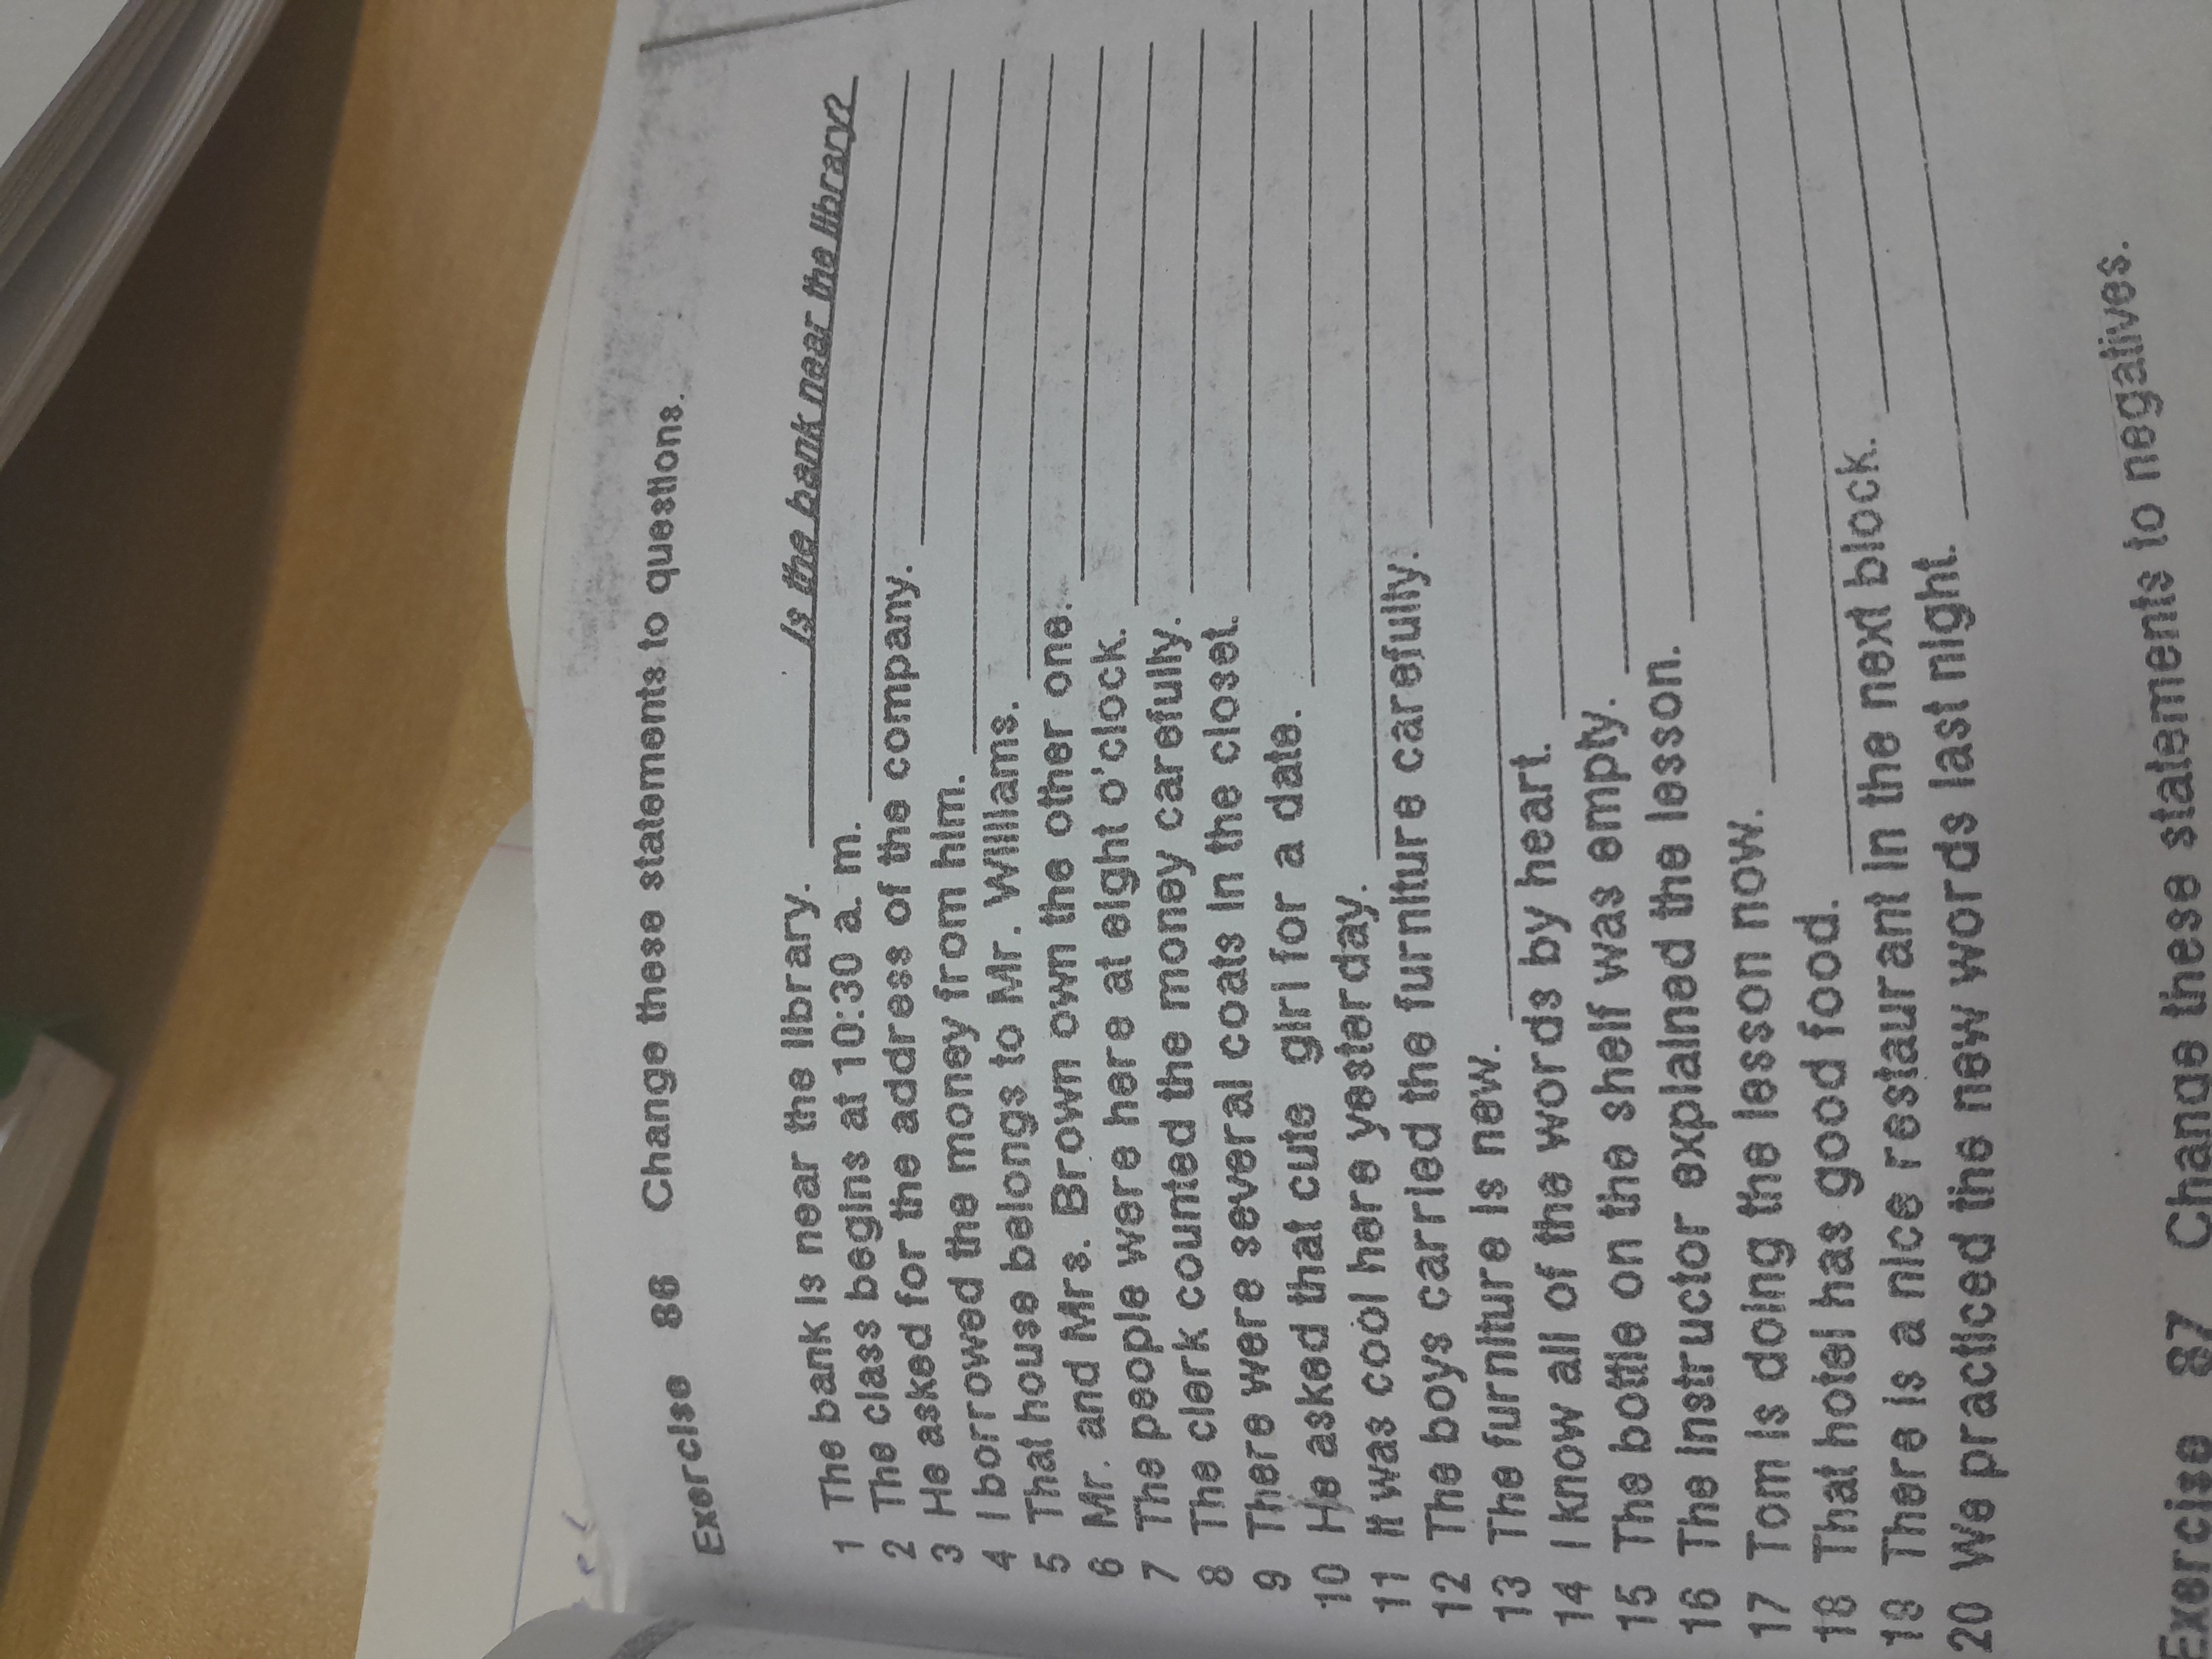 el
Exercise 86 Change these statements to questions.
1 The bank is near the library. Is the bank near the library?
2 The class begins at 10:30 a. m.
3 He asked for the address of the company.
4 I borrowed the money from him.
5 That house belongs to Mr. Williams.
6 Mr. and Mrs. Brown own the other one.
7 The people were here at eight o'clock.
8 The clerk counted the money carefully.
9 There were several coats in the closet.
10 He asked that cute girl for a date.
11 It was cool here yesterday.
12 The boys carried the furniture carefully.
13 The furniture is new.
14 I know all of the words by heart.
15 The bottle on the shelf was empty.
16 The instructor explained the lesson.
17 Tom is doing the lesson now.
18 That hotel has good food.
19 There is a nice restaurant in the next block.
20 We practiced the new words last night.
Exercise 87 Change these statements to negatives.